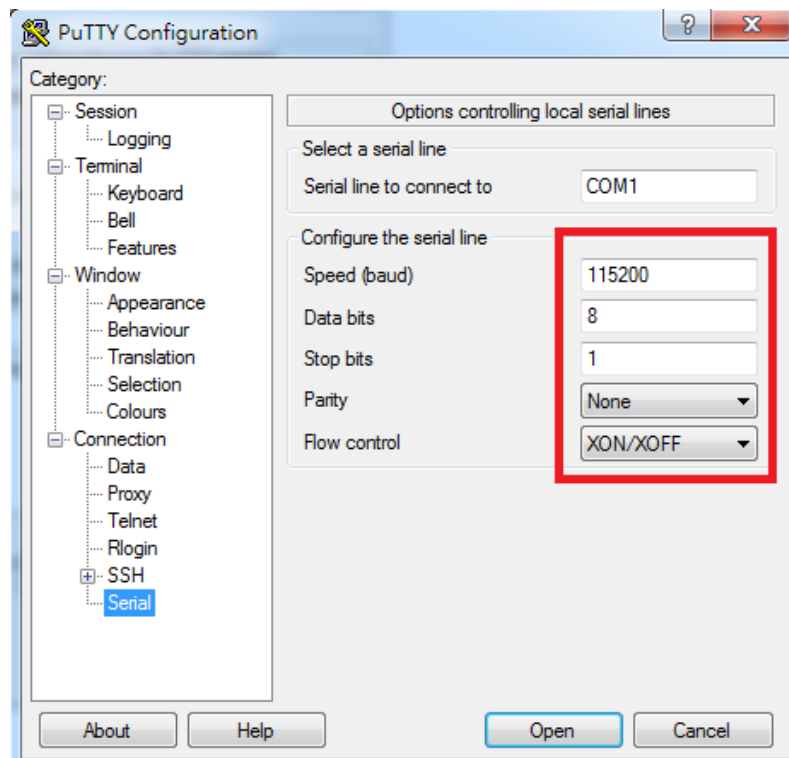 PuTTY Configuration
?
X
Category:
Session
Logging
Terminal
Keyboard
Bell
Features
Window
Appearance
Behaviour
Translation
Selection
Colours
Connection
Data
Proxy
Telnet
Rlogin
SSH
Serial
Options controlling local serial lines
Select a serial line
Serial line to connect to COM1
Configure the serial line
Speed (baud) 115200
Data bits 8
Stop bits 1
Parity None
Flow control XON/XOFF
About Help Open Cancel